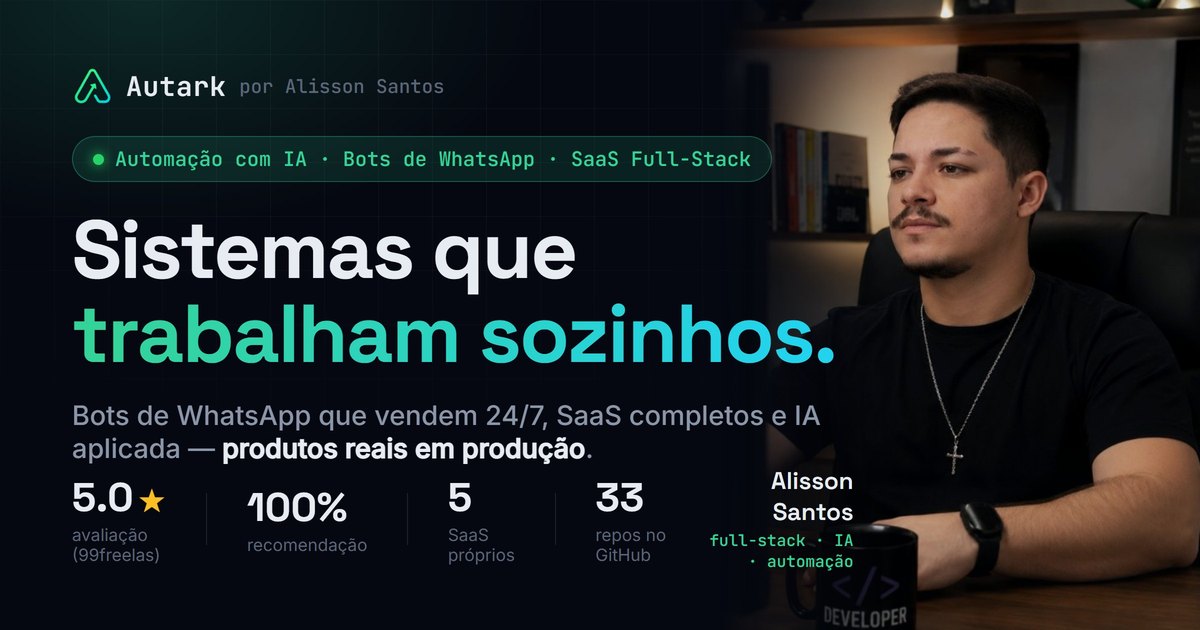 Autark por Alisson Santos
Automação com IA · Bots de WhatsApp · SaaS Full-Stack
Sistemas que
trabalham sozinhos.
Bots de WhatsApp que vendem 24/7, SaaS completos e IA
aplicada — produtos reais em produção.
5.0★
avaliação
(99freelas)
100%
recomendação
5
SaaS
próprios
33
repos no
GitHub
Alisson
Santos
full-stack · IA
· automação
</>
DEVELOPER